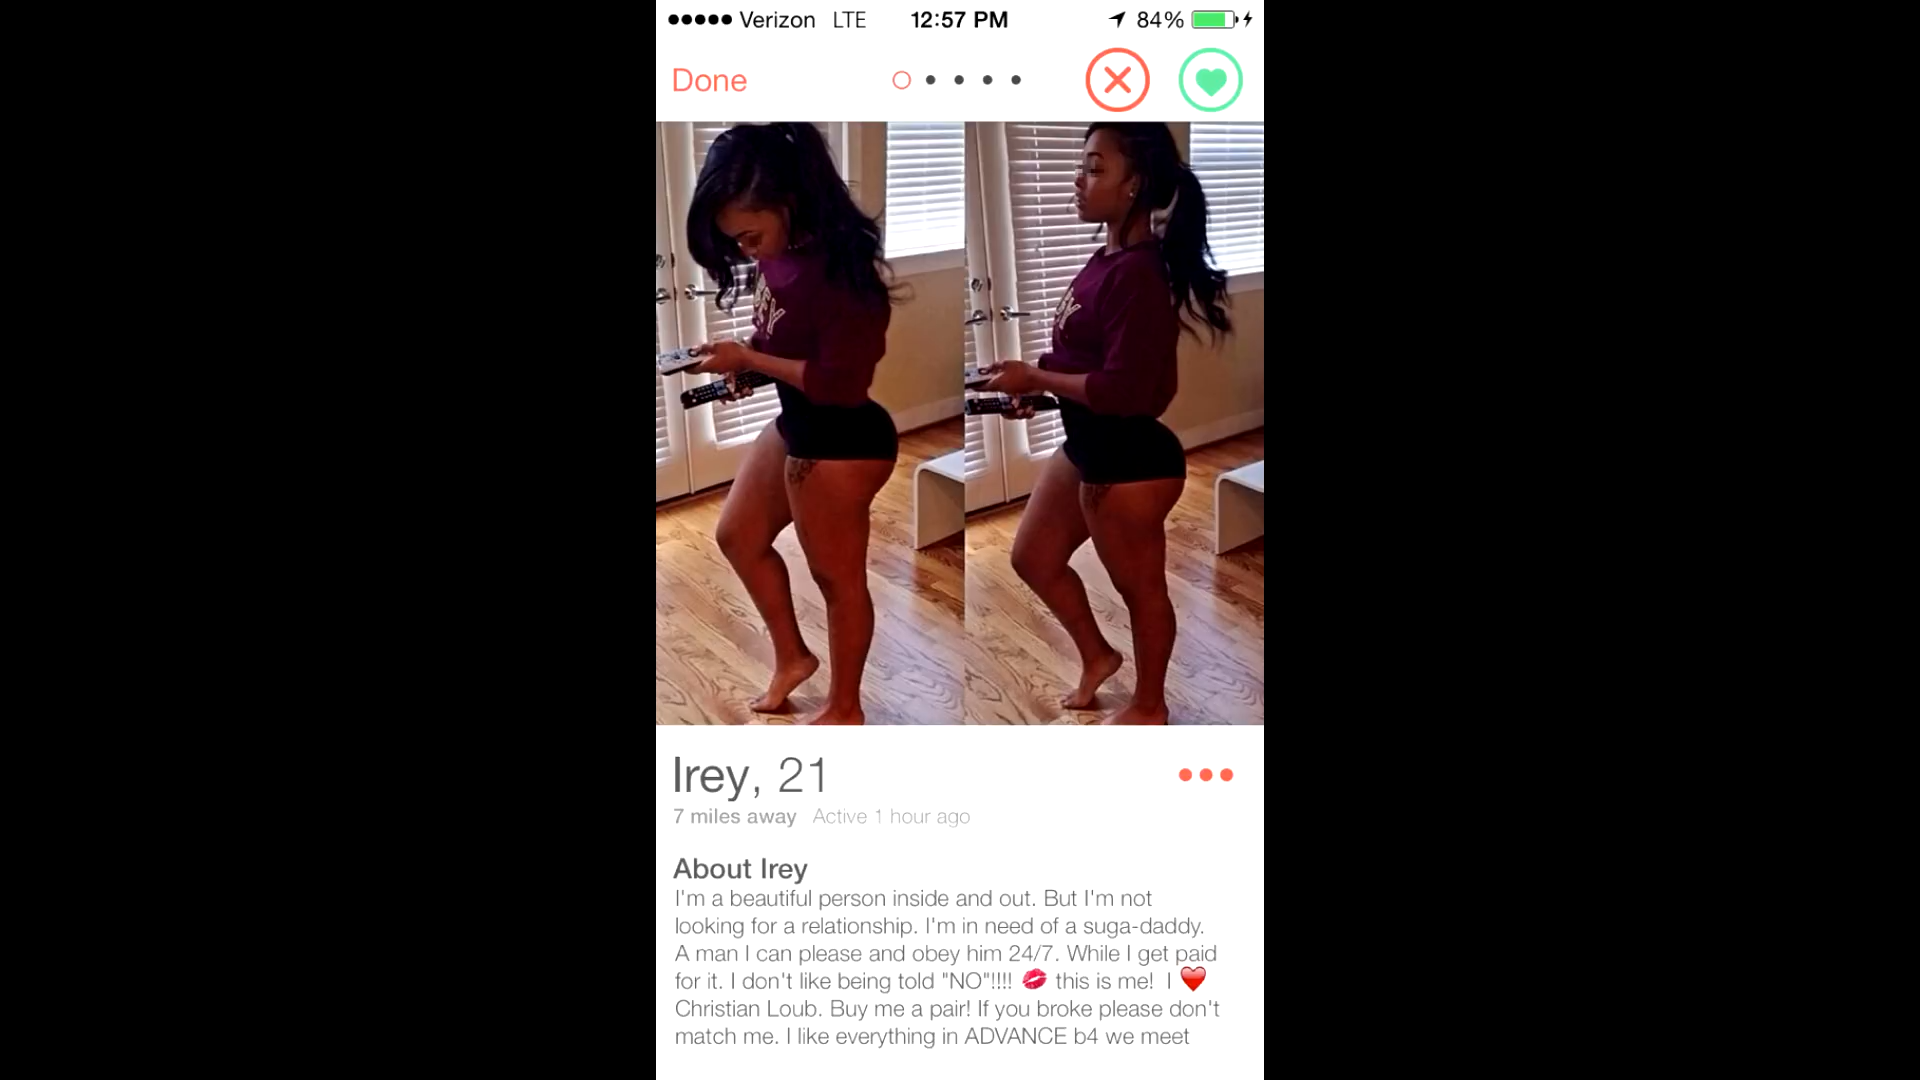 Verizon LTE 12:57 PM 84%
Done
Irey, 21
7 miles away Active 1 hour ago
About Irey
I'm a beautiful person inside and out. But I'm not
looking for a relationship. I'm in need of a suga-daddy.
A man I can please and obey him 24/7. While I get paid
for it. I don't like being told "NO"!!!! 💋 this is me! I ❤️
Christian Loub. Buy me a pair! If you broke please don't
match me. I like everything in ADVANCE b4 we meet